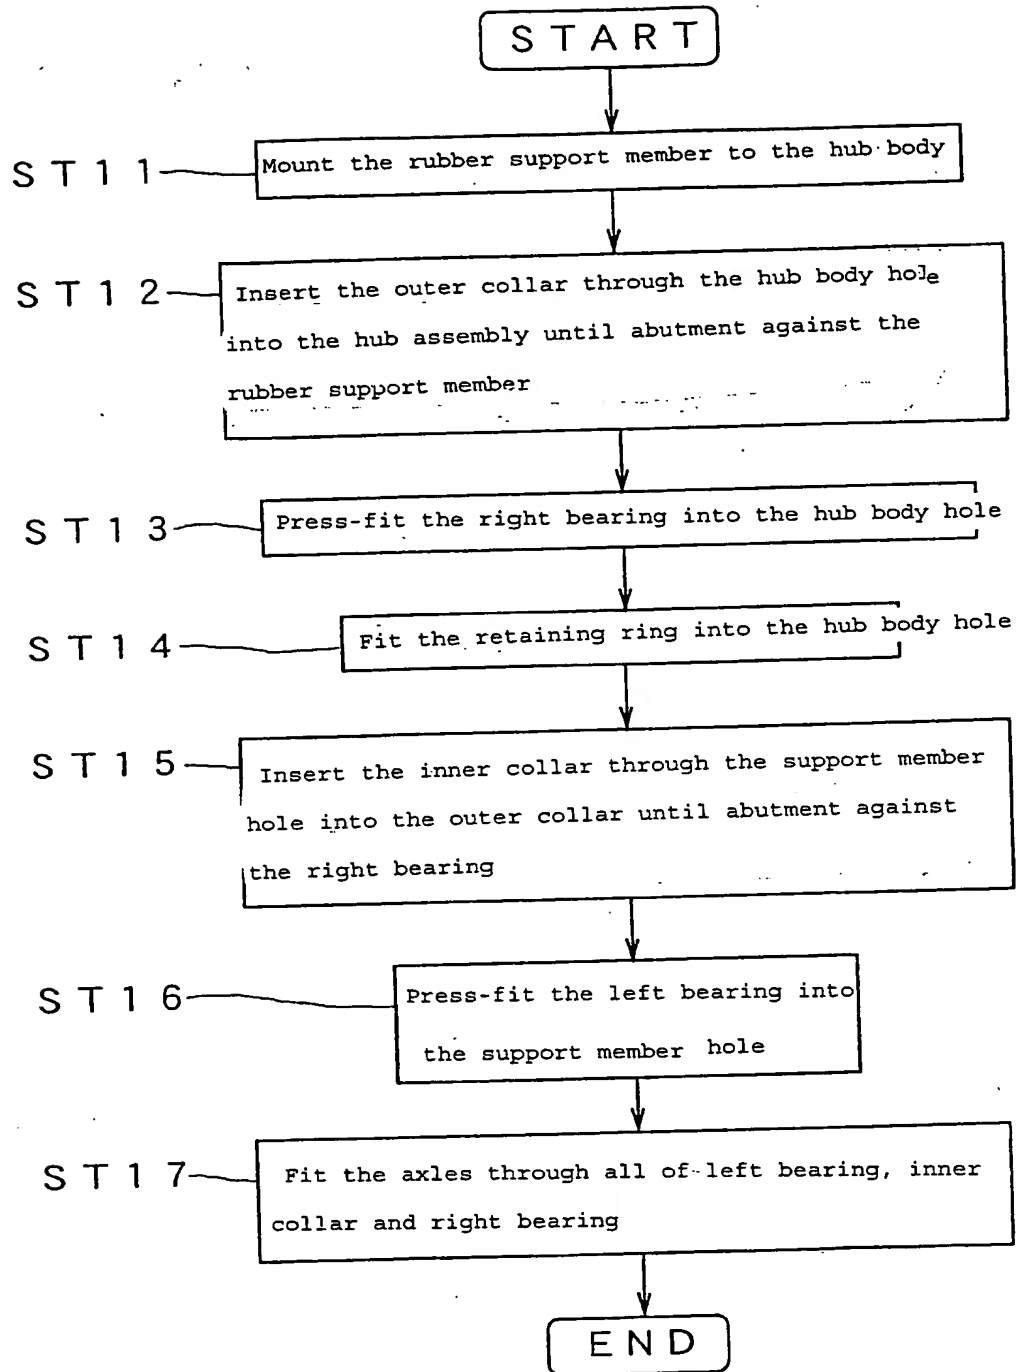 START
ST11
Mount the rubber support member to the hub body
ST12
Insert the outer collar through the hub body hole
into the hub assembly until abutment against the
rubber support member
ST13
Press-fit the right bearing into the hub body hole
ST14
Fit the retaining ring into the hub body hole
ST15
Insert the inner collar through the support member
hole into the outer collar until abutment against
the right bearing
ST16
Press-fit the left bearing into
the support member hole
ST17
Fit the axles through all of left bearing, inner
collar and right bearing
END